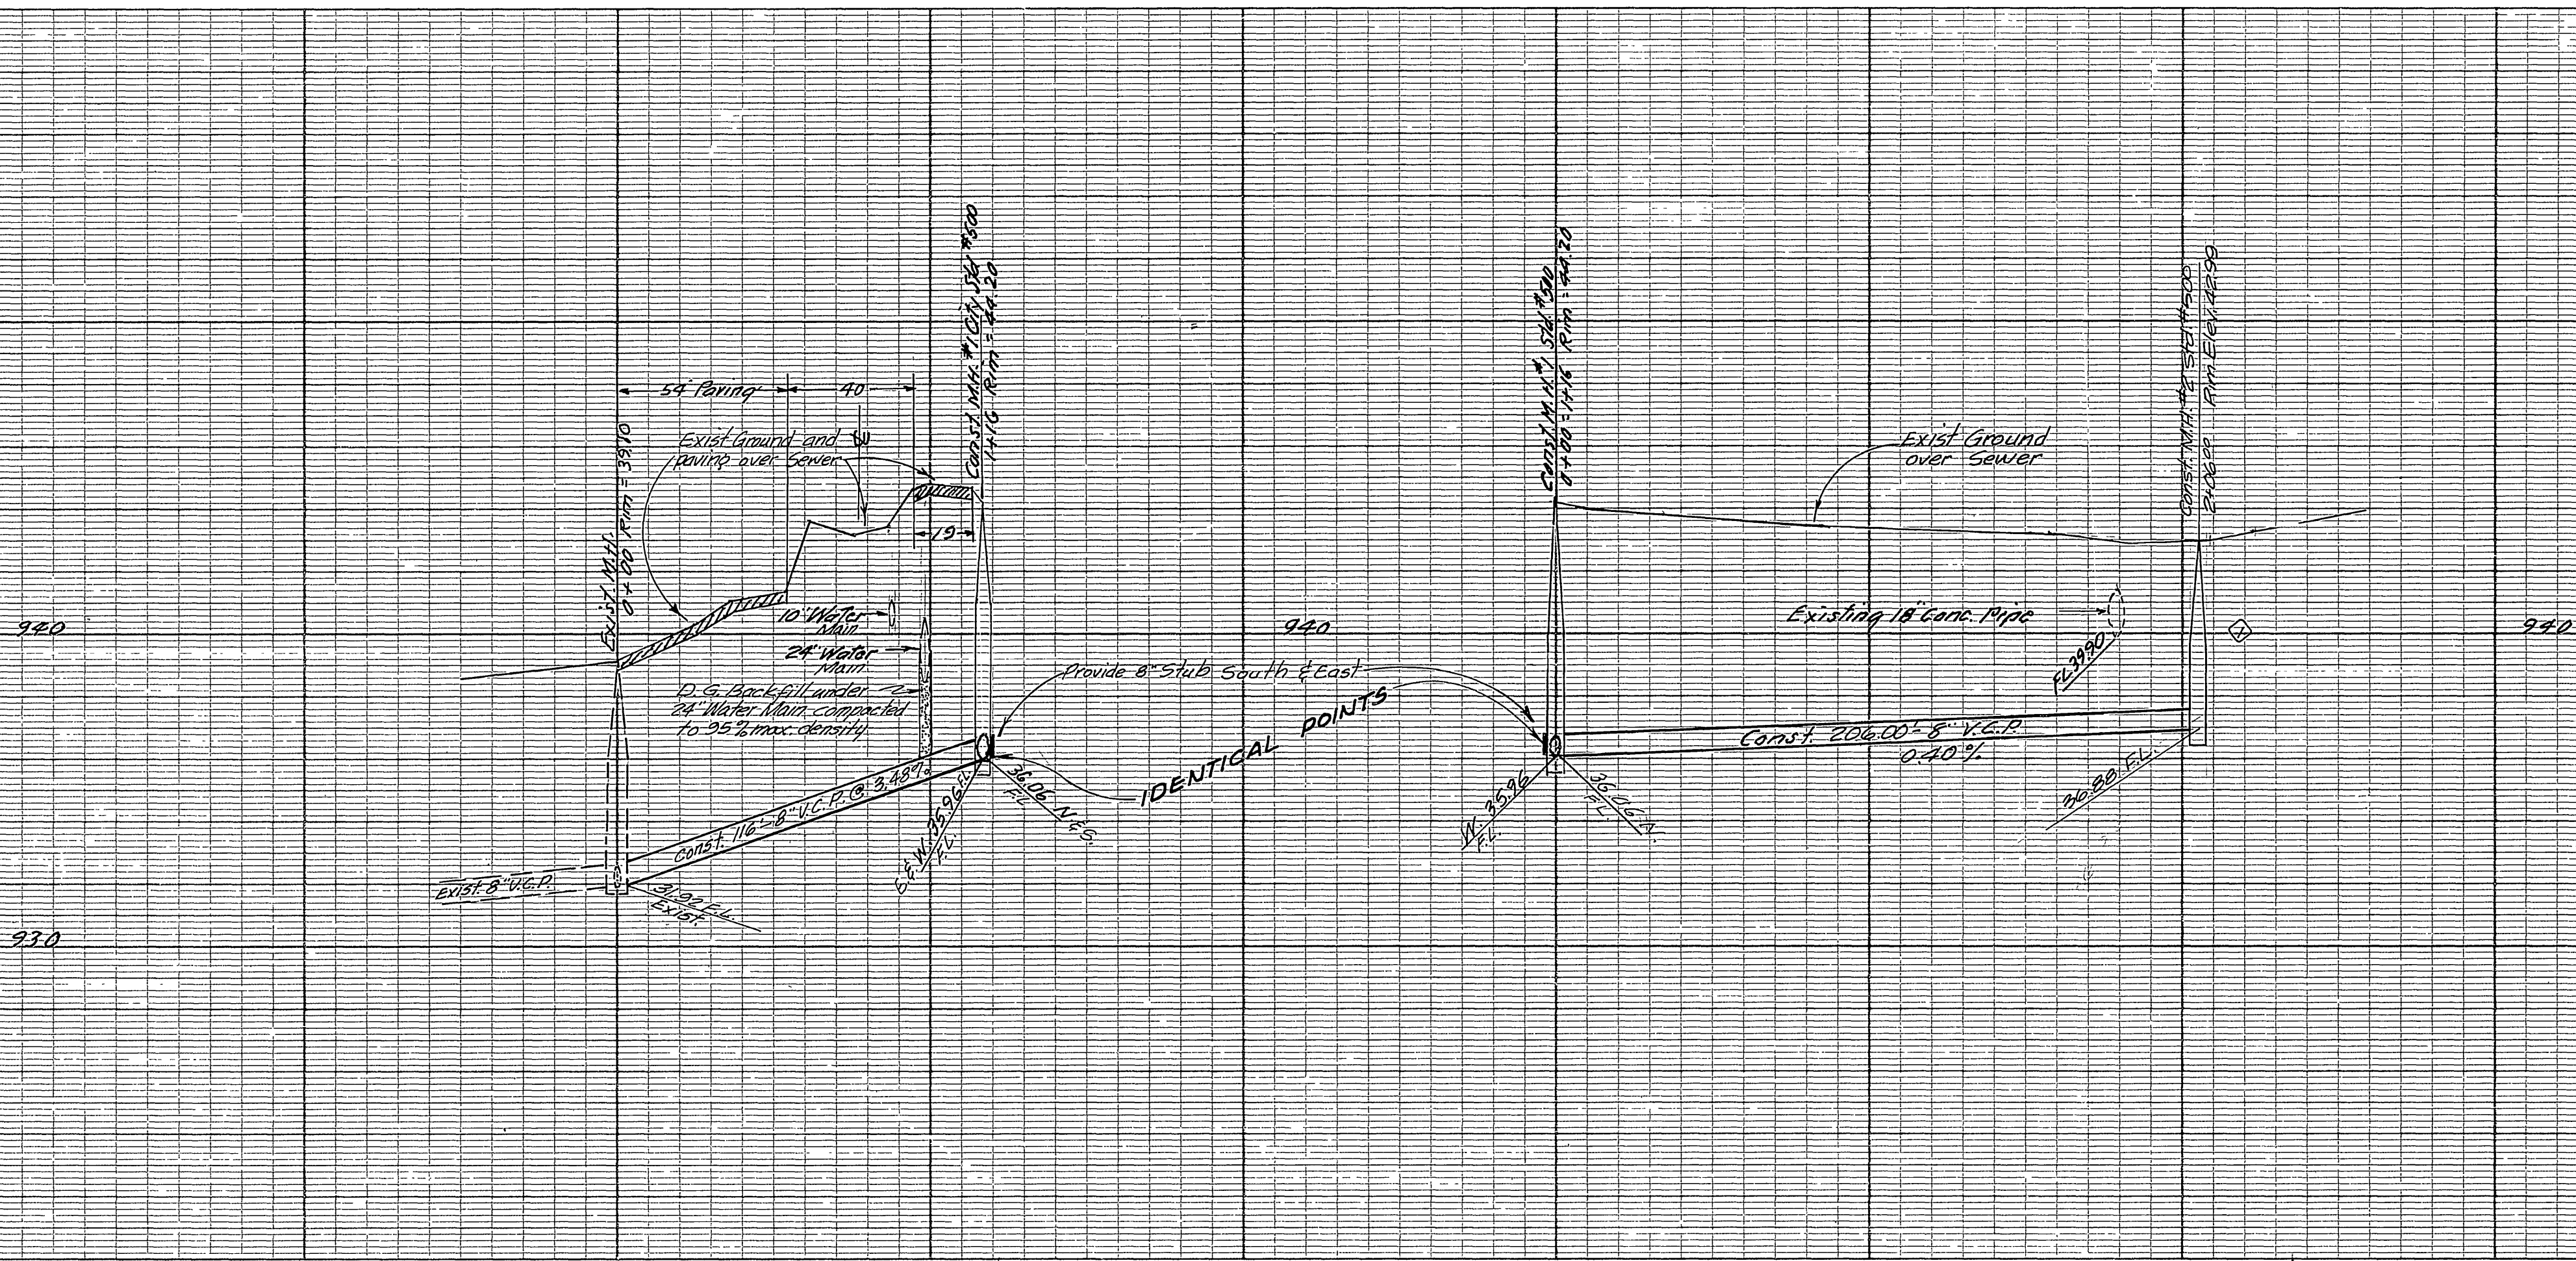 Const. M.H. #1 City Std #500
1+16 Rim = 44.20
Const. M.H. #1 Std. #500
0+00 = 1+16 Rim = 44.20
Const. M.H. #2 Std #500
2+06.00 Rim Elev. 42.99
54' Paving
40
Exist Ground and
paving over Sewer
Exist Ground
over Sewer
19
Exist. M.H.
0+00 Rim = 39.10
10" Water
Main
24" Water
Main
D.G. Backfill under
24" Water Main compacted
to 95% max. density
940
940
940
Existing 18" Conc. Pipe
FL 39.90
Provide 8" Stub South & East
IDENTICAL POINTS
Const. 116'-8" V.C.P. @ 3.48%
Const. 206.00'-8" V.C.P.
0.40%
E & W. 35.96 F.L.
F.L.
36.06 N & S.
F.L.
W. 35.96
F.L.
36.06 N.
F.L.
36.88 F.L.
Exist. 8" V.C.P.
31.92 F.L.
Exist.
930